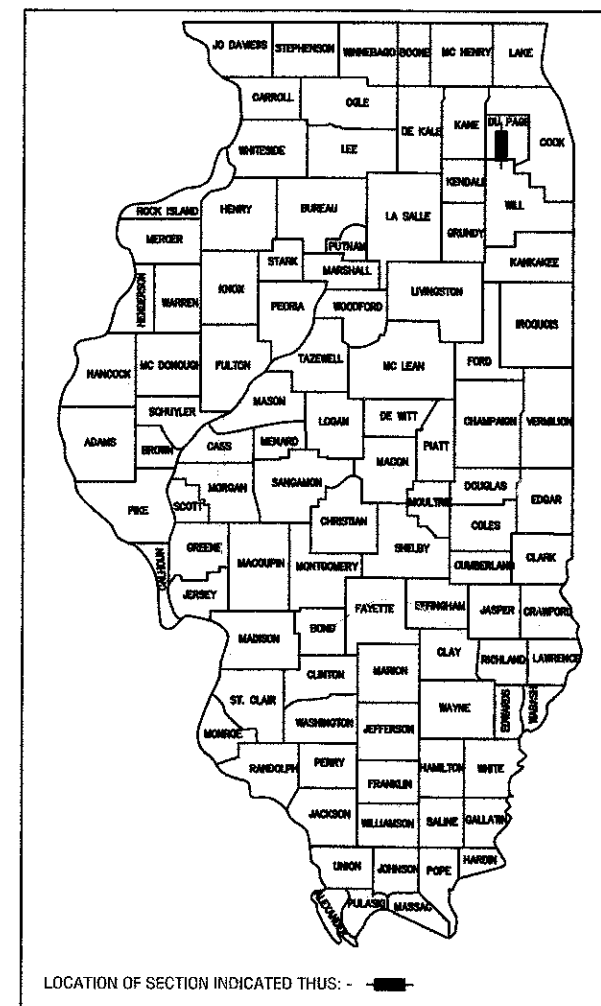 JO DAVIESS STEPHENSON WINNEBAGO BOONE MC HENRY LAKE
CARROLL OGLE DE KALB KANE DU PAGE COOK
WHITESIDE LEE
KENDALL
ROCK ISLAND HENRY BUREAU LA SALLE WILL
GRUNDY
MERCER PUTNAM
STARK MARSHALL KANKAKEE
HENDERSON WARREN KNOX LIVINGSTON
PEORIA WOODFORD IROQUOIS
HANCOCK MC DONOUGH FULTON TAZEWELL MC LEAN FORD
SCHUYLER MASON
ADAMS BROWN CASS MENARD LOGAN DE WITT CHAMPAIGN VERMILION
PIATT
MACON
MORGAN SANGAMON DOUGLAS
PIKE SCOTT MOULTRIE EDGAR
CHRISTIAN COLES
GREENE MACOUPIN MONTGOMERY SHELBY CLARK
CALHOUN CUMBERLAND
JERSEY FAYETTE EFFINGHAM JASPER CRAWFORD
MADISON BOND
CLAY RICHLAND LAWRENCE
CLINTON MARION
ST. CLAIR WAYNE EDWARDS WABASH
WASHINGTON JEFFERSON
MONROE
RANDOLPH PERRY HAMILTON WHITE
FRANKLIN
JACKSON WILLIAMSON SALINE GALLATIN
UNION JOHNSON POPE HARDIN
ALEXANDER PULASKI MASSAC
LOCATION OF SECTION INDICATED THUS: -